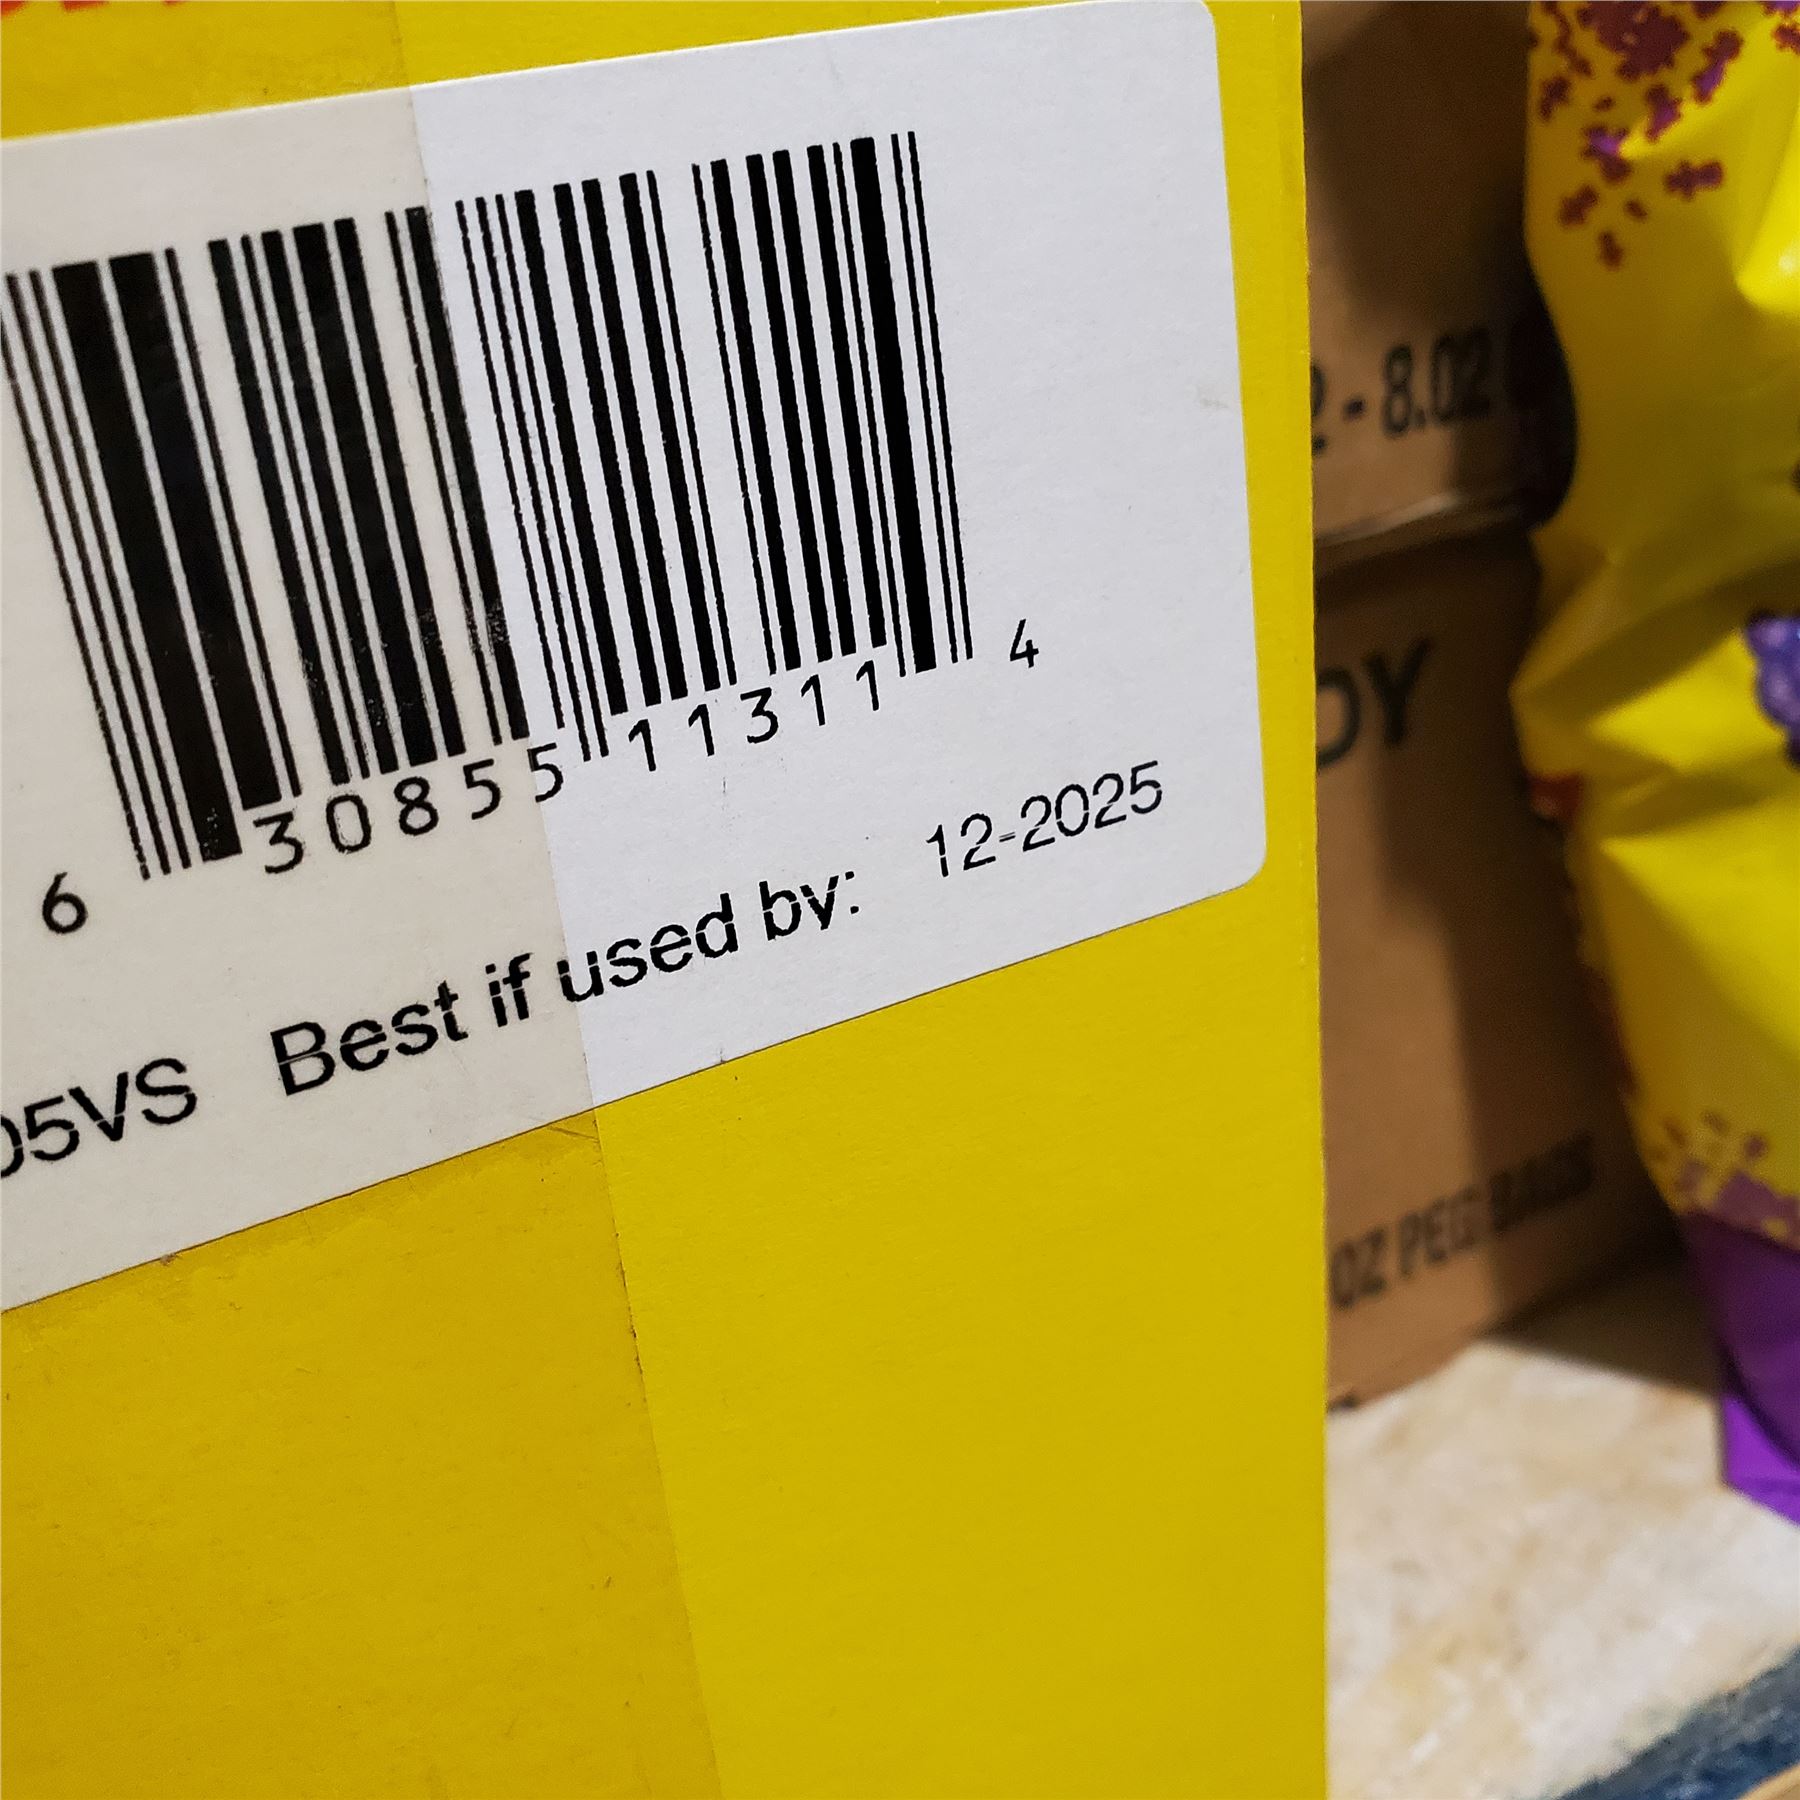 6 30855 11311 4
05VS Best if used by: 12-2025
2 - 8.02
DY
OZ PEG BAGS